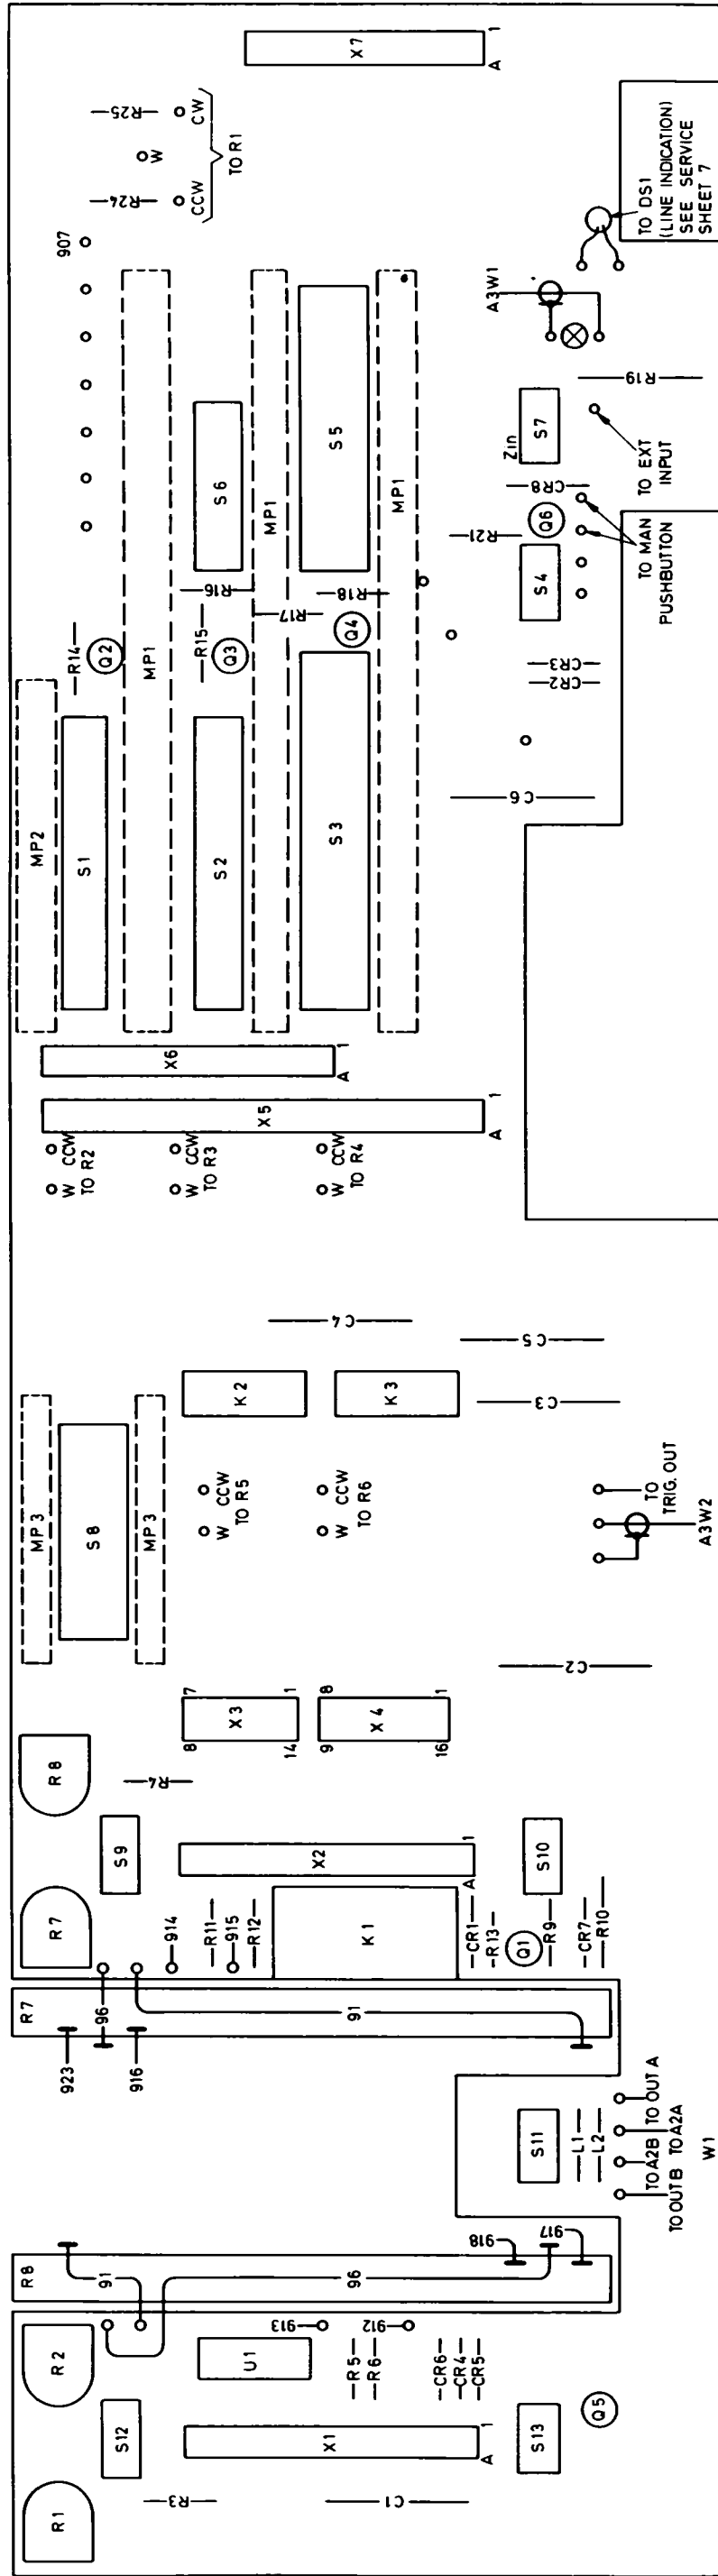 R1
R2
R8
R7
R7
R8
MP3
S8
MP3
MP2
S1
MP1
S2
MP1
S3
MP1
S12
R3
X1
A
1
C1
S13
Q5
U1
913
912
R5
R6
CR6
CR4
CR5
91
96
918
917
923
96
916
91
S11
L1
L2
TO OUT B
TO A2B
TO A2A
TO OUT A
W1
914
R11
915
R12
K1
CR1
R13
Q1
R9
CR7
R10
S9
X2
A
1
S10
R4
X3
8
7
14
1
X4
9
8
16
1
C2
W CCW
TO R5
W CCW
TO R6
K2
K3
C4
C5
C3
TO
TRIG. OUT
A3W2
W CCW
TO R2
W CCW
TO R3
W CCW
TO R4
X5
A
1
X6
A
1
R14
Q2
R15
Q3
R16
R17
Q4
R18
S6
S5
C6
CR2
CR3
S4
R21
Q6
CR8
Zin
S7
TO MAN
PUSHBUTTON
TO EXT
INPUT
R19
A3W1
TO DS1
(LINE INDICATION)
SEE SERVICE
SHEET 7
907
R24
R25
CCW
W
CW
TO R1
X7
A
1